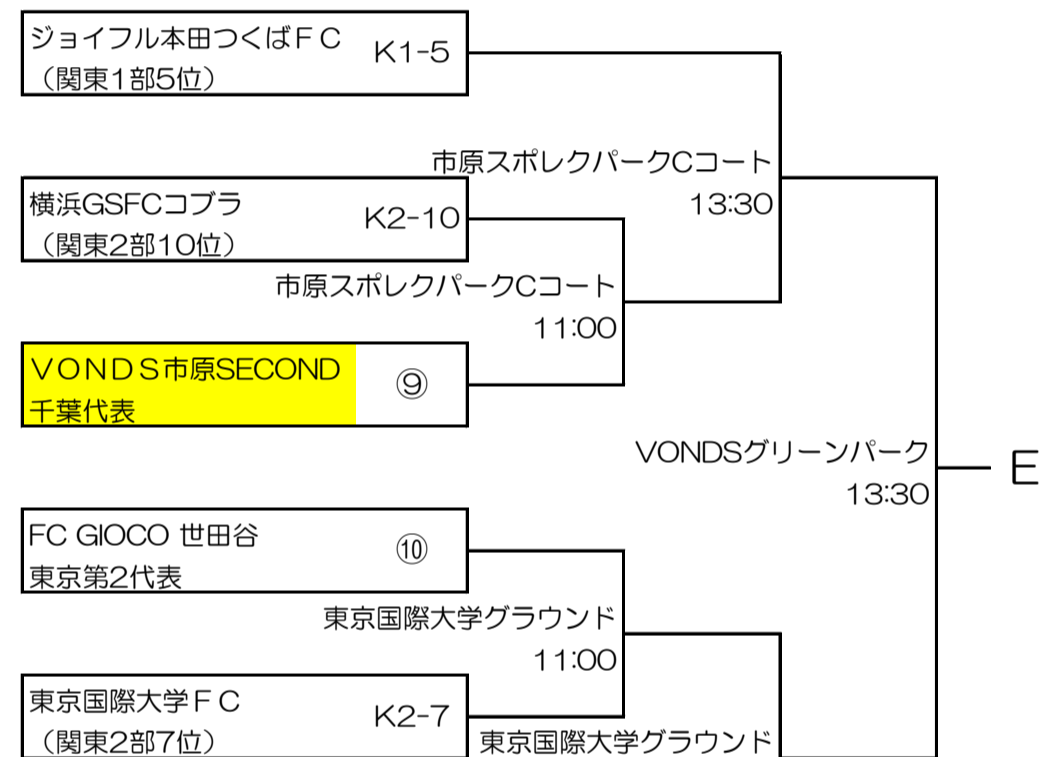 ジョイフル本田つくばＦＣ
（関東1部5位）
K1-5
市原スポレクパークCコート
13:30
横浜GSFCコブラ
（関東2部10位）
K2-10
市原スポレクパークCコート
11:00
ＶＯＮＤＳ市原SECOND
千葉代表
⑨
VONDSグリーンパーク
13:30
E
FC GIOCO 世田谷
東京第2代表
⑩
東京国際大学グラウンド
11:00
東京国際大学ＦＣ
（関東2部7位）
K2-7
東京国際大学グラウンド